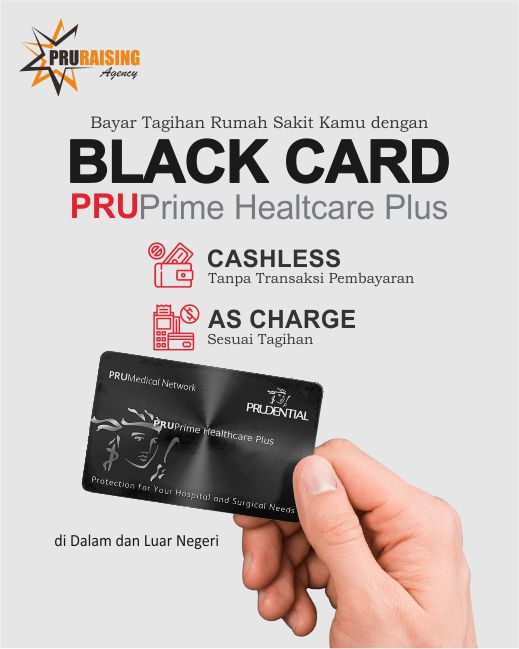 PRURAISING
Agency
Bayar Tagihan Rumah Sakit Kamu dengan
BLACK CARD
PRUPrime Healtcare Plus
CASHLESS
Tanpa Transaksi Pembayaran
AS CHARGE
Sesuai Tagihan
PRUMedical Network
PRUDENTIAL
PRUPrime Healthcare Plus
Protection for Your Hospital and Surgical Needs
di Dalam dan Luar Negeri